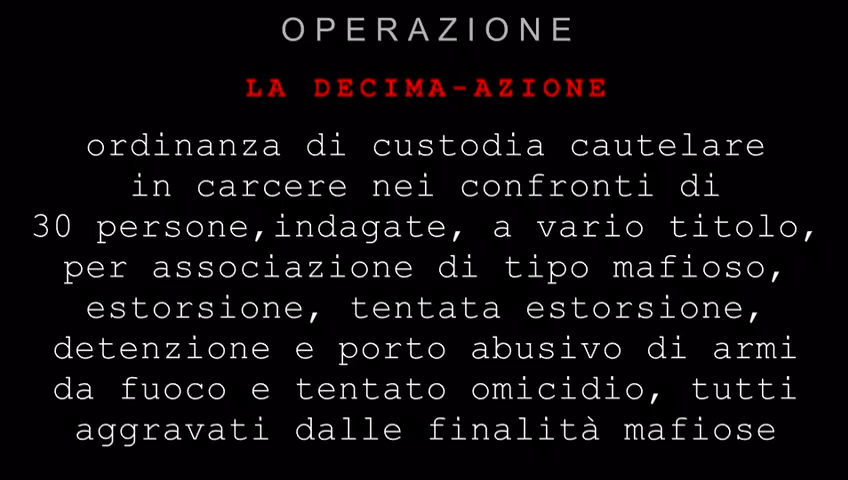 OPERAZIONE
LA DECIMA-AZIONE
ordinanza di custodia cautelare
in carcere nei confronti di
30 persone,indagate, a vario titolo,
per associazione di tipo mafioso,
estorsione, tentata estorsione,
detenzione e porto abusivo di armi
da fuoco e tentato omicidio, tutti
aggravati dalle finalità mafiose